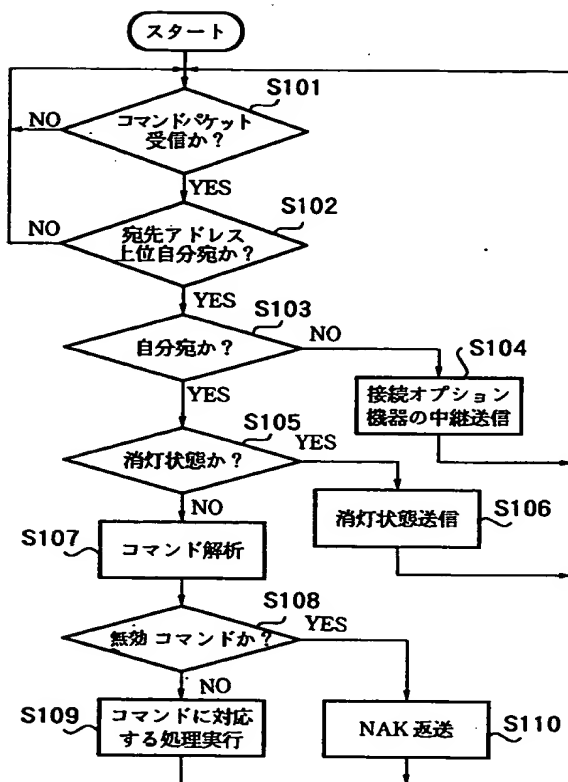 スタート
S101
コマンドパケット
受信か？
NO
YES
S102
宛先アドレス
上位自分宛か？
NO
YES
S103
自分宛か？
NO
YES
S104
接続オプション
機器の中継送信
S105
消灯状態か？
YES
NO
S106
消灯状態送信
S107
コマンド解析
S108
無効コマンドか？
YES
NO
S109
コマンドに対応
する処理実行
NAK返送
S110